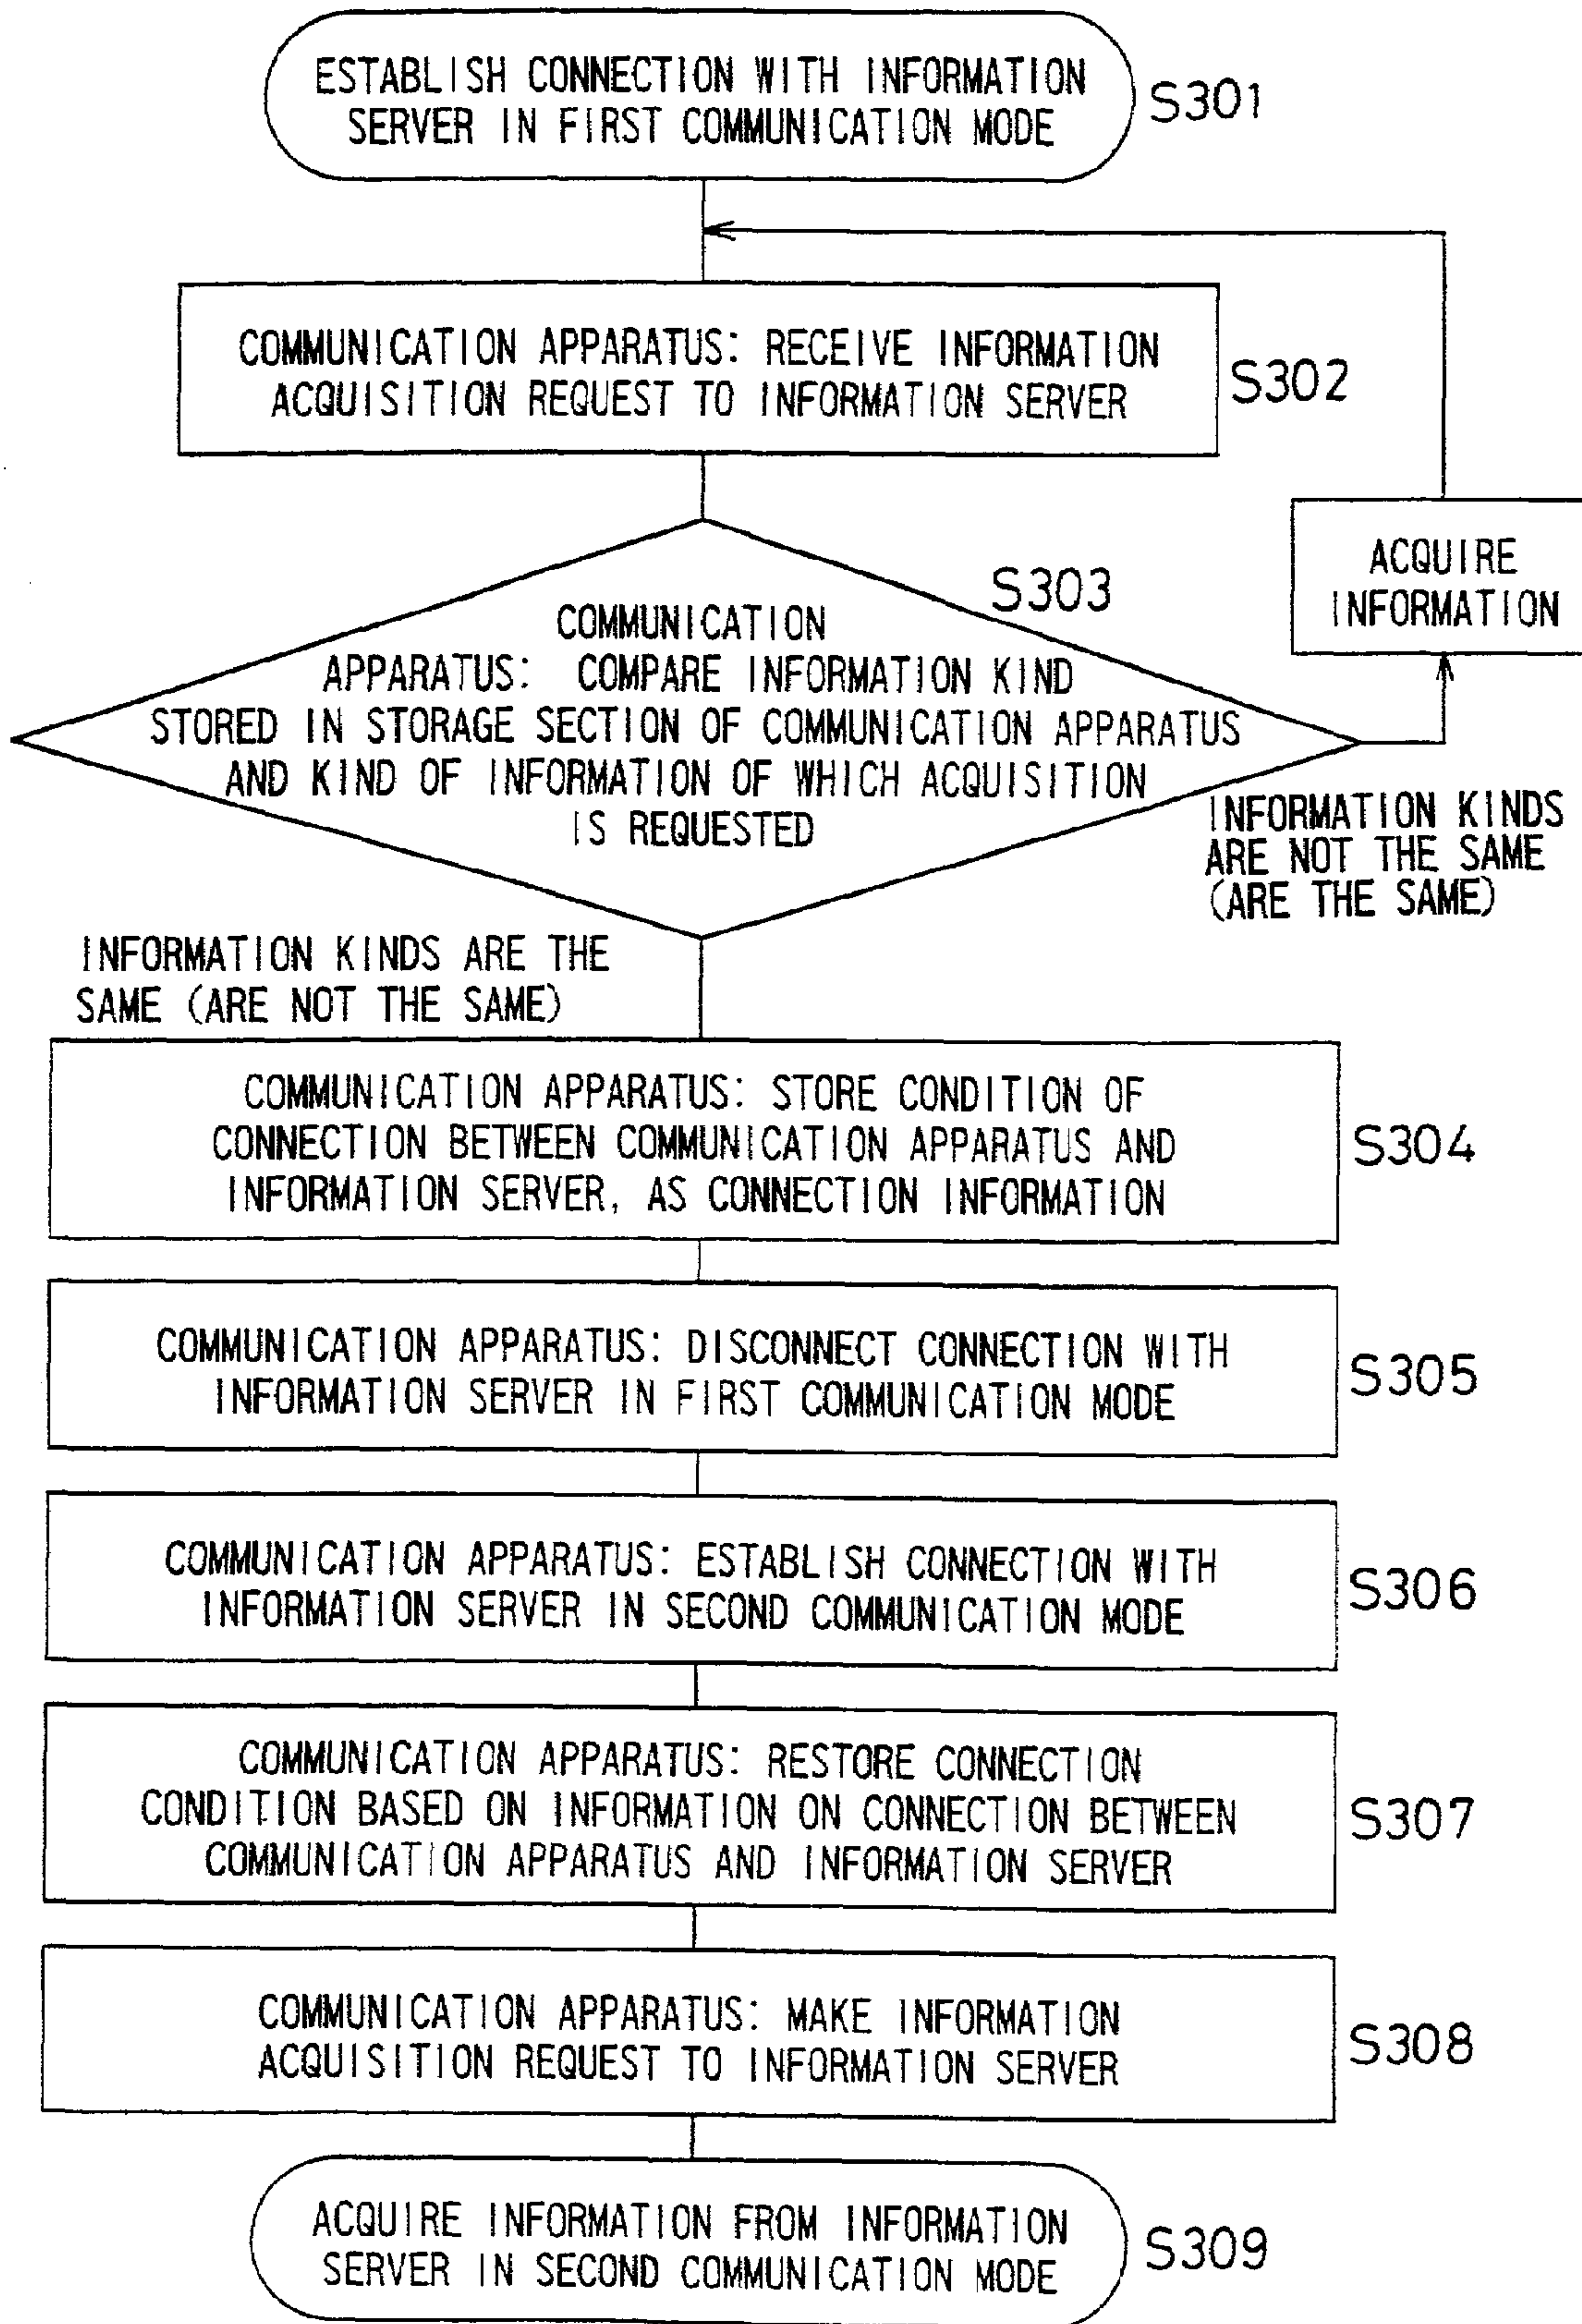 ESTABLISH CONNECTION WITH INFORMATION
SERVER IN FIRST COMMUNICATION MODE
S301
COMMUNICATION APPARATUS: RECEIVE INFORMATION
ACQUISITION REQUEST TO INFORMATION SERVER
S302
ACQUIRE
INFORMATION
S303
COMMUNICATION
APPARATUS: COMPARE INFORMATION KIND
STORED IN STORAGE SECTION OF COMMUNICATION APPARATUS
AND KIND OF INFORMATION OF WHICH ACQUISITION
IS REQUESTED
INFORMATION KINDS
ARE NOT THE SAME
(ARE THE SAME)
INFORMATION KINDS ARE THE
SAME (ARE NOT THE SAME)
COMMUNICATION APPARATUS: STORE CONDITION OF
CONNECTION BETWEEN COMMUNICATION APPARATUS AND
INFORMATION SERVER, AS CONNECTION INFORMATION
S304
COMMUNICATION APPARATUS: DISCONNECT CONNECTION WITH
INFORMATION SERVER IN FIRST COMMUNICATION MODE
S305
COMMUNICATION APPARATUS: ESTABLISH CONNECTION WITH
INFORMATION SERVER IN SECOND COMMUNICATION MODE
S306
COMMUNICATION APPARATUS: RESTORE CONNECTION
CONDITION BASED ON INFORMATION ON CONNECTION BETWEEN
COMMUNICATION APPARATUS AND INFORMATION SERVER
S307
COMMUNICATION APPARATUS: MAKE INFORMATION
ACQUISITION REQUEST TO INFORMATION SERVER
S308
ACQUIRE INFORMATION FROM INFORMATION
SERVER IN SECOND COMMUNICATION MODE
S309